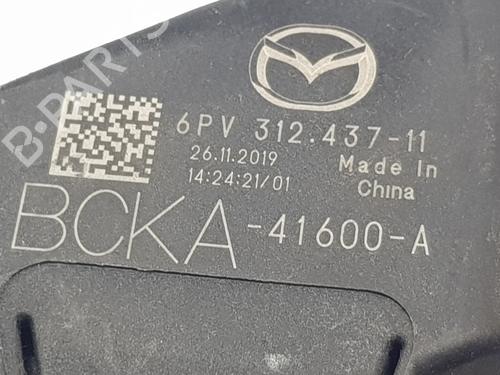 B-PARTS
6PV 312.437-11
26.11.2019
14:24:21/01
Made In
China
BCKA-41600-A